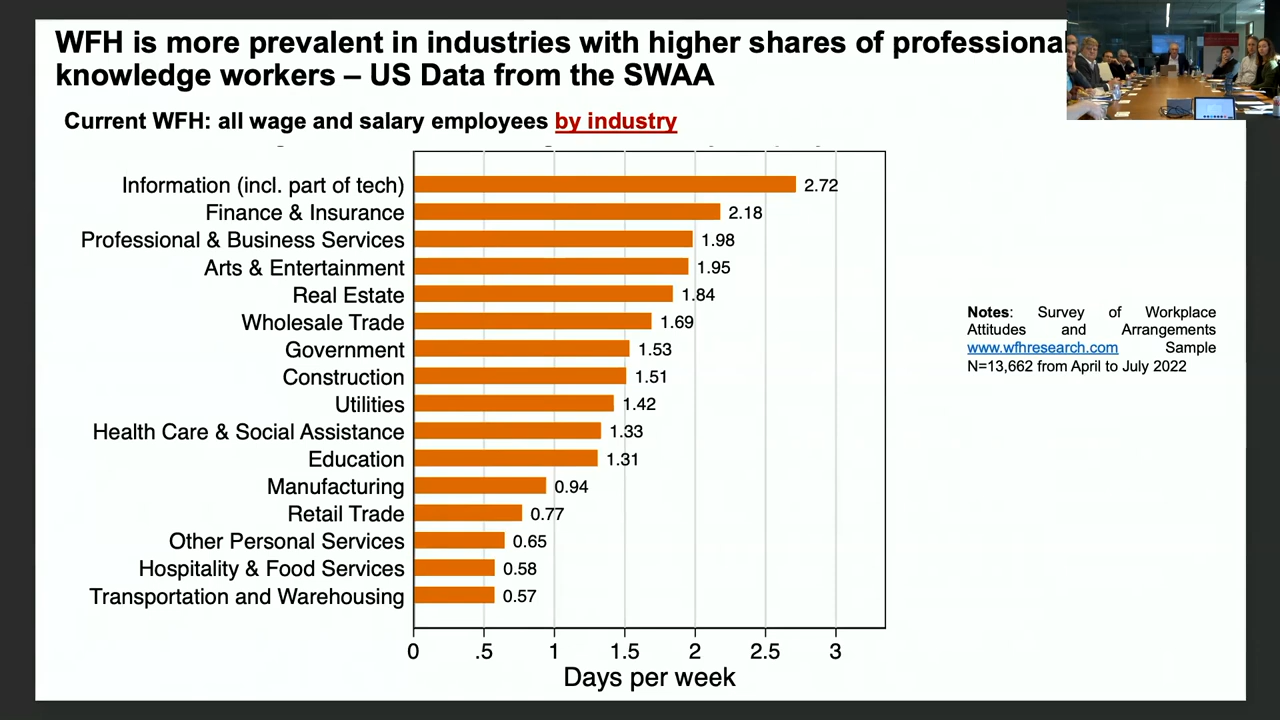 WFH is more prevalent in industries with higher shares of professional
knowledge workers – US Data from the SWAA
Current WFH: all wage and salary employees by industry
Information (incl. part of tech) 2.72
Finance & Insurance 2.18
Professional & Business Services 1.98
Arts & Entertainment 1.95
Real Estate 1.84
Wholesale Trade 1.69
Government 1.53
Construction 1.51
Utilities 1.42
Health Care & Social Assistance 1.33
Education 1.31
Manufacturing 0.94
Retail Trade 0.77
Other Personal Services 0.65
Hospitality & Food Services 0.58
Transportation and Warehousing 0.57
0 .5 1 1.5 2 2.5 3
Days per week
Notes: Survey of Workplace
Attitudes and Arrangements
www.wfhresearch.com Sample
N=13,662 from April to July 2022